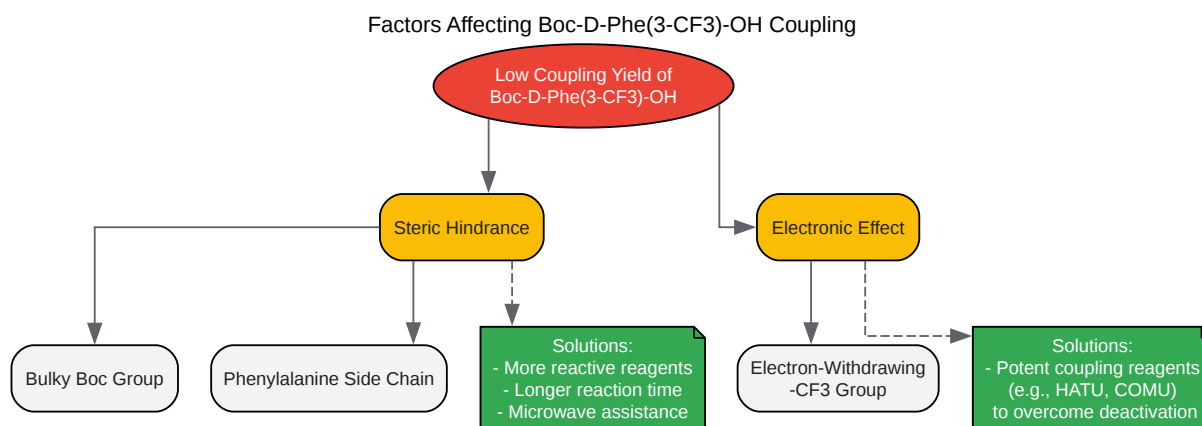 Factors Affecting Boc-D-Phe(3-CF3)-OH Coupling
Low Coupling Yield of
Boc-D-Phe(3-CF3)-OH
Steric Hindrance
Electronic Effect
Bulky Boc Group
Phenylalanine Side Chain
Solutions:
- More reactive reagents
- Longer reaction time
- Microwave assistance
Electron-Withdrawing
-CF3 Group
Solutions:
- Potent coupling reagents
(e.g., HATU, COMU)
to overcome deactivation